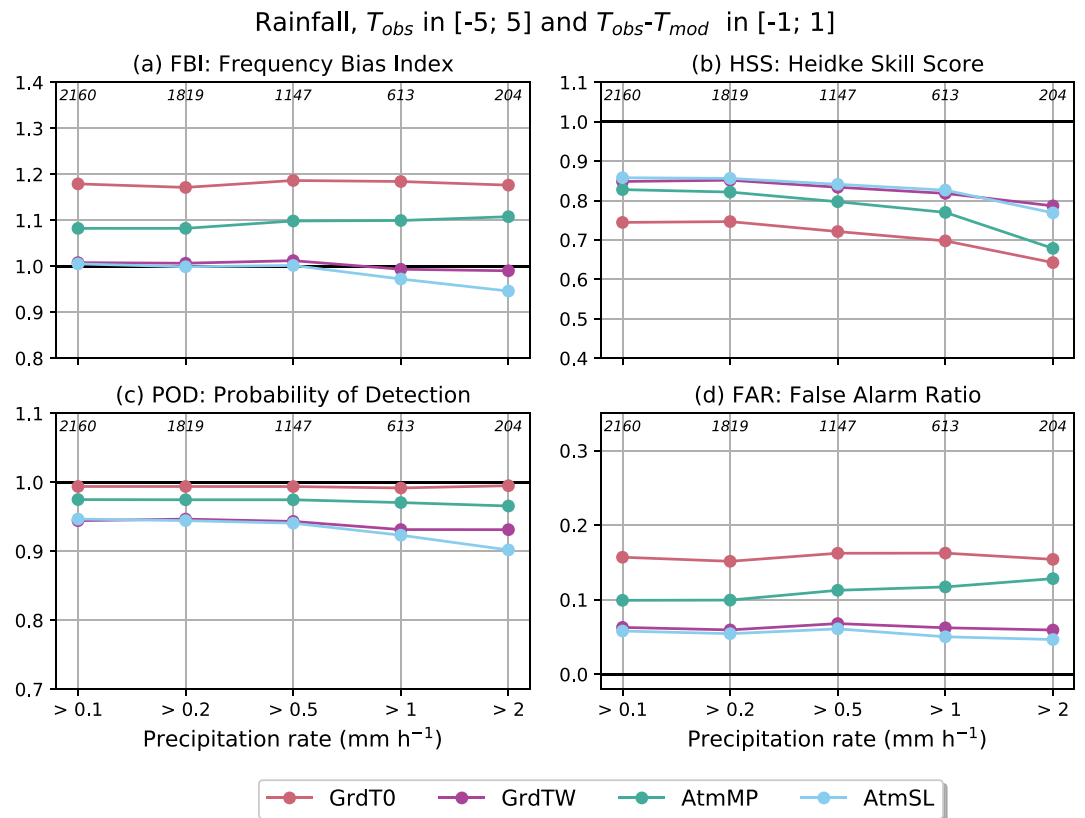 Rainfall, T_obs in [-5; 5] and T_obs-T_mod in [-1; 1]
(a) FBI: Frequency Bias Index
1.4
2160 1819 1147 613 204
1.3
1.2
1.1
1.0
0.9
0.8
(b) HSS: Heidke Skill Score
1.1
2160 1819 1147 613 204
1.0
0.9
0.8
0.7
0.6
0.5
0.4
(c) POD: Probability of Detection
1.1
2160 1819 1147 613 204
1.0
0.9
0.8
0.7
> 0.1 > 0.2 > 0.5 > 1 > 2
Precipitation rate (mm h⁻¹)
(d) FAR: False Alarm Ratio
2160 1819 1147 613 204
0.3
0.2
0.1
0.0
> 0.1 > 0.2 > 0.5 > 1 > 2
Precipitation rate (mm h⁻¹)
GrdT0 GrdTW AtmMP AtmSL